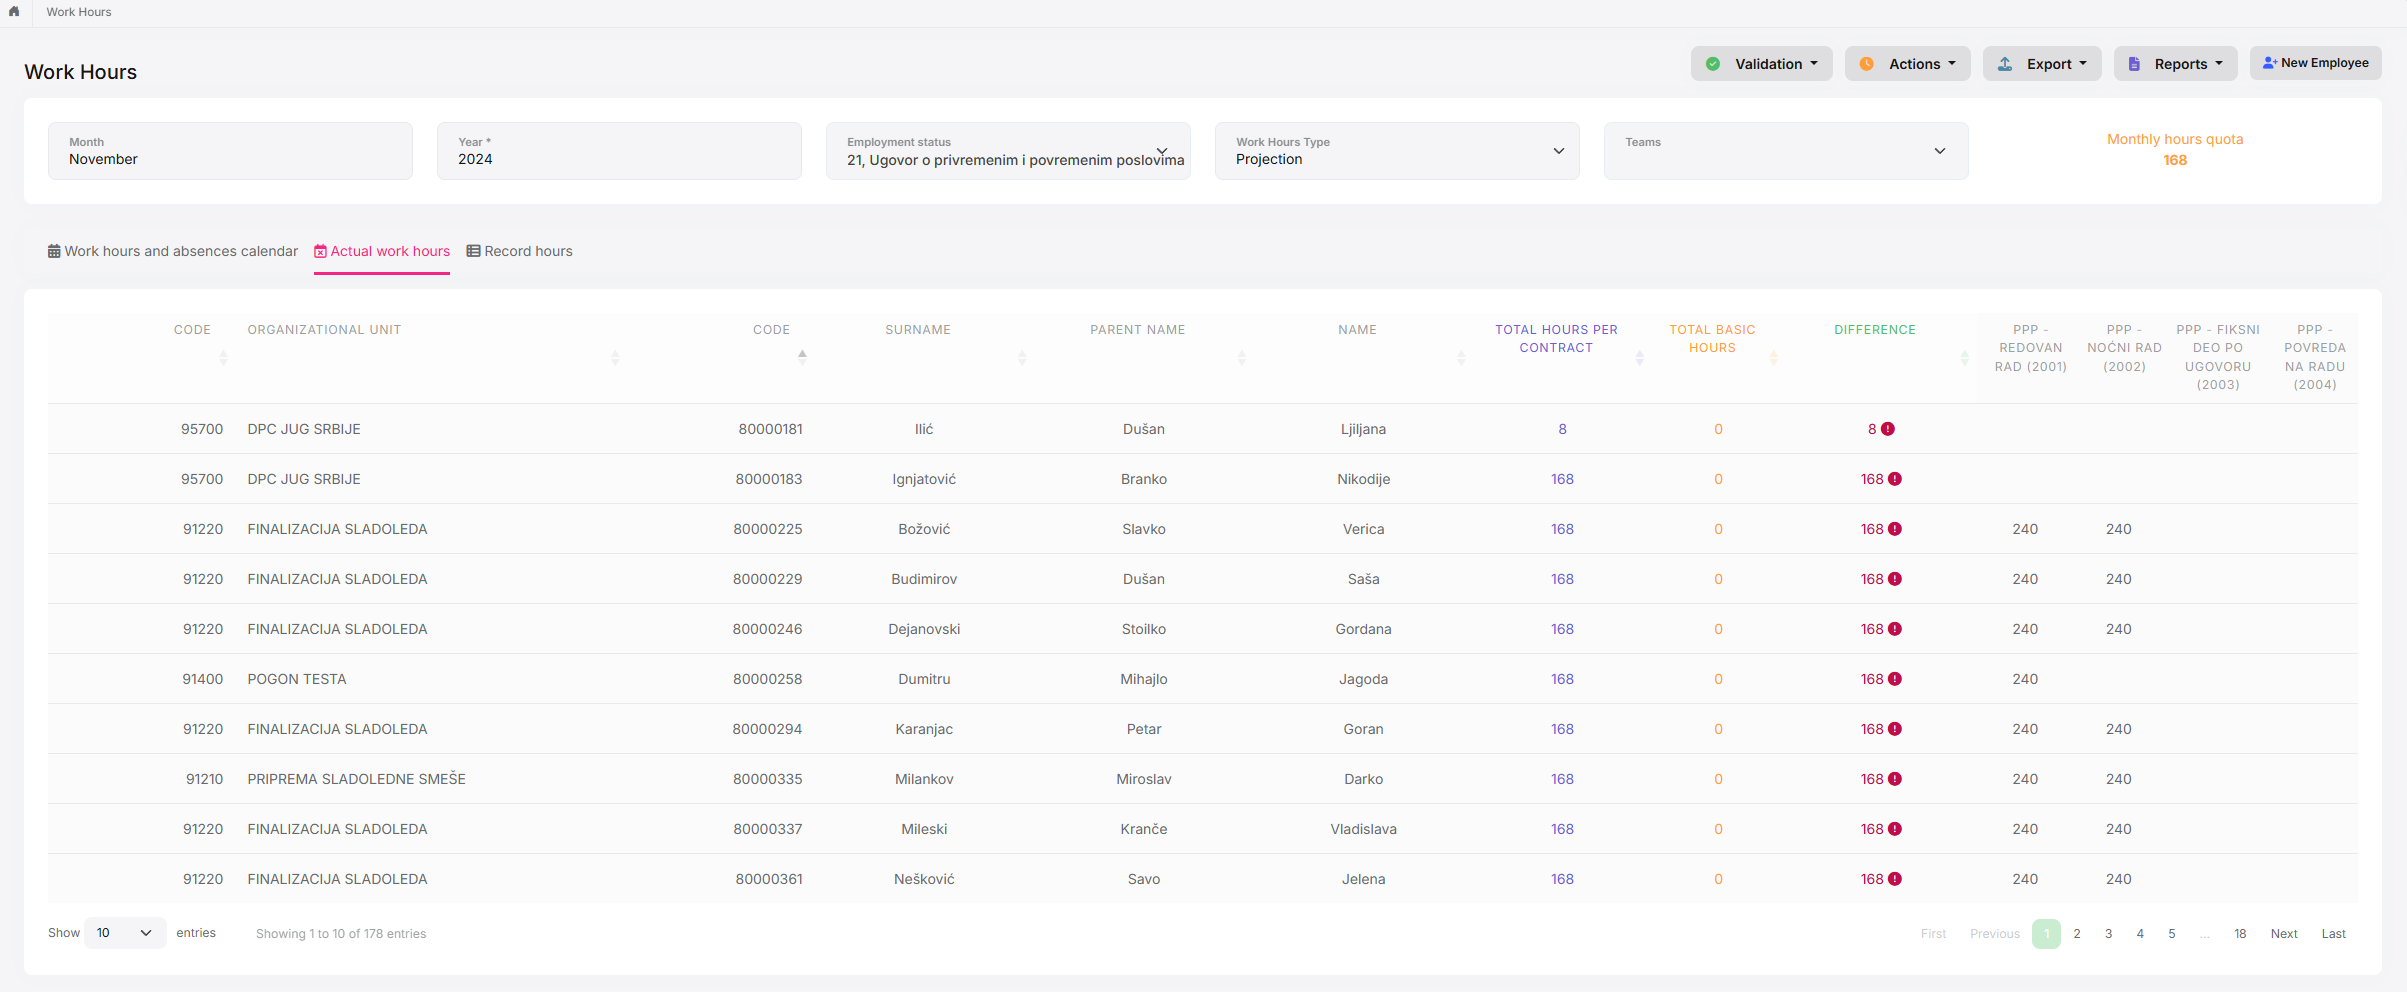 Work Hours
Work Hours
Validation Actions Export Reports New Employee
Month
November
Year *
2024
Employment status
21, Ugovor o privremenim i povremenim poslovima
Work Hours Type
Projection
Teams
Monthly hours quota
168
Work hours and absences calendar Actual work hours Record hours
CODE ORGANIZATIONAL UNIT CODE SURNAME PARENT NAME NAME TOTAL HOURS PER CONTRACT TOTAL BASIC HOURS DIFFERENCE PPP - REDOVAN RAD (2001) PPP - NOĆNI RAD (2002) PPP - FIKSNI DEO PO UGOVORU (2003) PPP - POVREDA NA RADU (2004)
95700 DPC JUG SRBIJE 80000181 Ilić Dušan Ljiljana 8 0 8
95700 DPC JUG SRBIJE 80000183 Ignjatović Branko Nikodije 168 0 168
91220 FINALIZACIJA SLADOLEDA 80000225 Božović Slavko Verica 168 0 168 240 240
91220 FINALIZACIJA SLADOLEDA 80000229 Budimirov Dušan Saša 168 0 168 240 240
91220 FINALIZACIJA SLADOLEDA 80000246 Dejanovski Stoilko Gordana 168 0 168 240 240
91400 POGON TESTA 80000258 Dumitru Mihajlo Jagoda 168 0 168 240
91220 FINALIZACIJA SLADOLEDA 80000294 Karanjac Petar Goran 168 0 168 240 240
91210 PRIPREMA SLADOLEDNE SMEŠE 80000335 Milankov Miroslav Darko 168 0 168 240 240
91220 FINALIZACIJA SLADOLEDA 80000337 Mileski Kranče Vladislava 168 0 168 240 240
91220 FINALIZACIJA SLADOLEDA 80000361 Nešković Savo Jelena 168 0 168 240 240
Show 10 entries Showing 1 to 10 of 178 entries First Previous 1 2 3 4 5 ... 18 Next Last